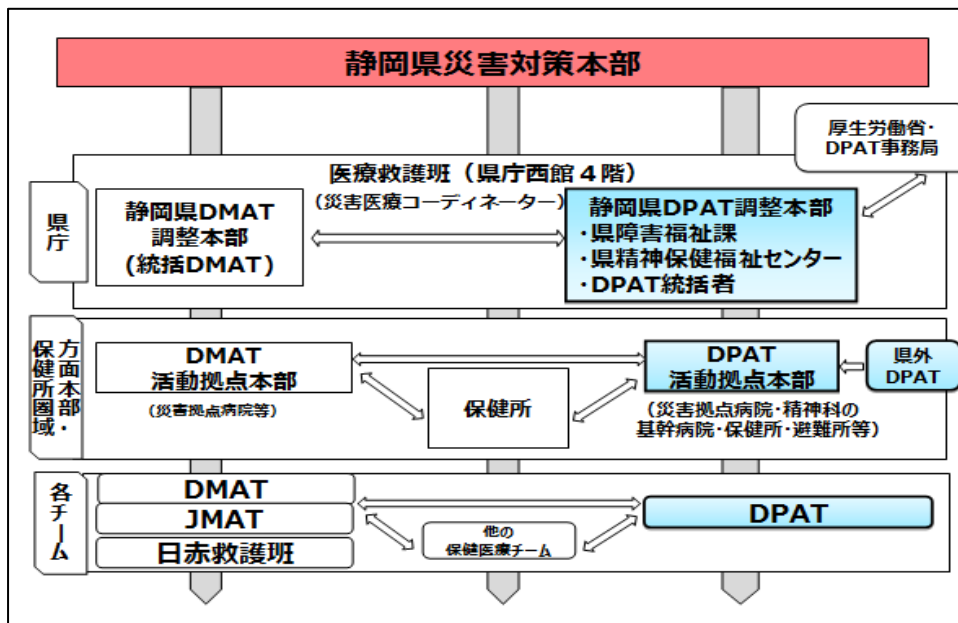 静岡県災害対策本部
厚生労働省・
DPAT事務局
医療救護班（県庁西館４階）
（災害医療コーディネーター）
県庁
静岡県DMAT
調整本部
(統括DMAT)
静岡県DPAT調整本部
・県障害福祉課
・県精神保健福祉センター
・DPAT統括者
方面本部・
保健所圏域
DMAT
活動拠点本部
（災害拠点病院等）
保健所
DPAT
活動拠点本部
（災害拠点病院・精神科の
基幹病院・保健所・避難所等）
県外
DPAT
各チーム
DMAT
JMAT
日赤救護班
他の
保健医療チーム
DPAT